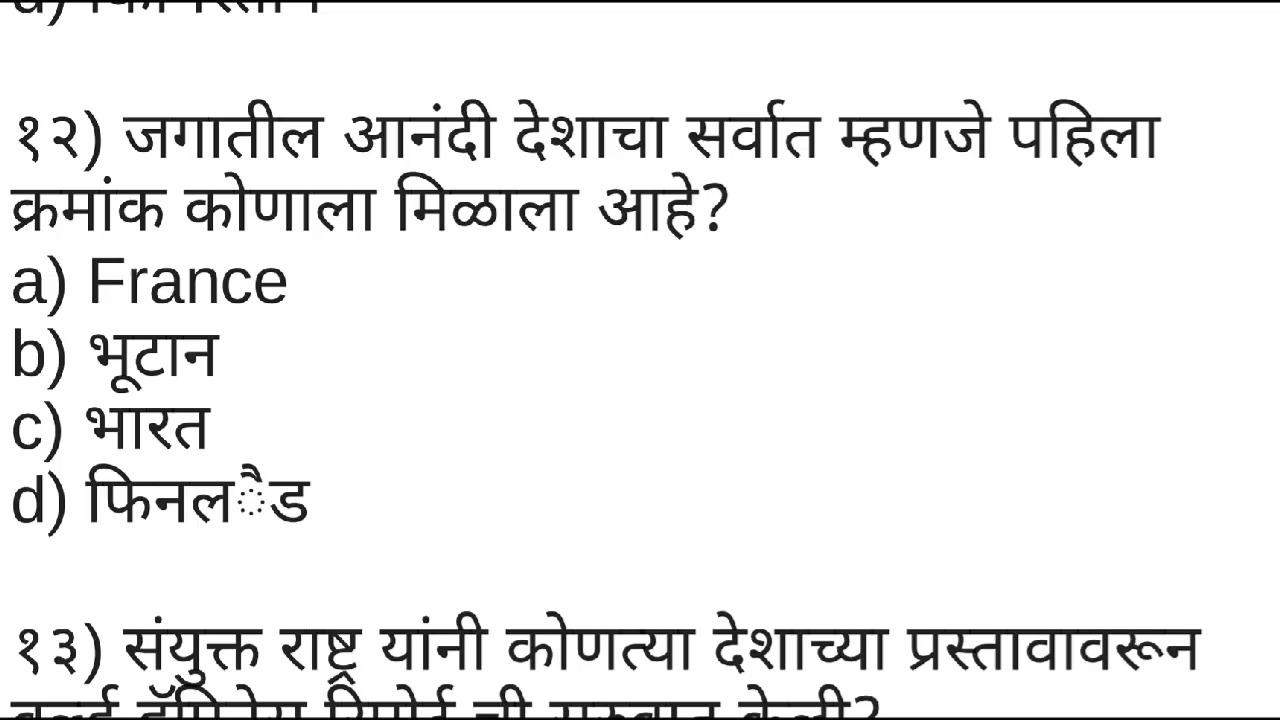 १२) जगातील आनंदी देशाचा सर्वात म्हणजे पहिला
क्रमांक कोणाला मिळाला आहे?
a) France
b) भूटान
c) भारत
d) फिनल ैड
१३) संयुक्त राष्ट्र यांनी कोणत्या देशाच्या प्रस्तावावरून